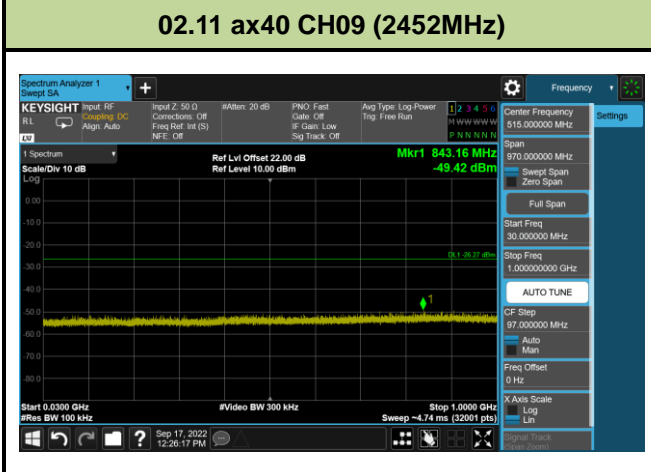 02.11 ax40 CH09 (2452MHz)
Spectrum Analyzer 1
Swept SA
+
Frequency
KEYSIGHT
RL
LXI
Input: RF
Coupling: DC
Align: Auto
Input Z: 50 Ω
Corrections: Off
Freq Ref: Int (S)
NFE: Off
#Atten: 20 dB
PNO: Fast
Gate: Off
IF Gain: Low
Sig Track: Off
Avg Type: Log-Power
Trig: Free Run
1 2 3 4 5 6
M W W W W W
P N N N N N
Center Frequency
515.000000 MHz
Settings
1 Spectrum
Scale/Div 10 dB
Log
Ref Lvl Offset 22.00 dB
Ref Level 10.00 dBm
Mkr1 843.16 MHz
-49.42 dBm
Span
970.000000 MHz
Swept Span
Zero Span
Full Span
0.00
-10.0
-20.0
-30.0
-40.0
-50.0
-60.0
-70.0
-80.0
DL1 -26.27 dBm
1
Start Freq
30.000000 MHz
Stop Freq
1.000000000 GHz
AUTO TUNE
CF Step
97.000000 MHz
Auto
Man
Freq Offset
0 Hz
X Axis Scale
Log
Lin
Signal Track
(Span Zoom)
Start 0.0300 GHz
#Res BW 100 kHz
#Video BW 300 kHz
Stop 1.0000 GHz
Sweep ~4.74 ms (32001 pts)
?
Sep 17, 2022
12:26:17 PM